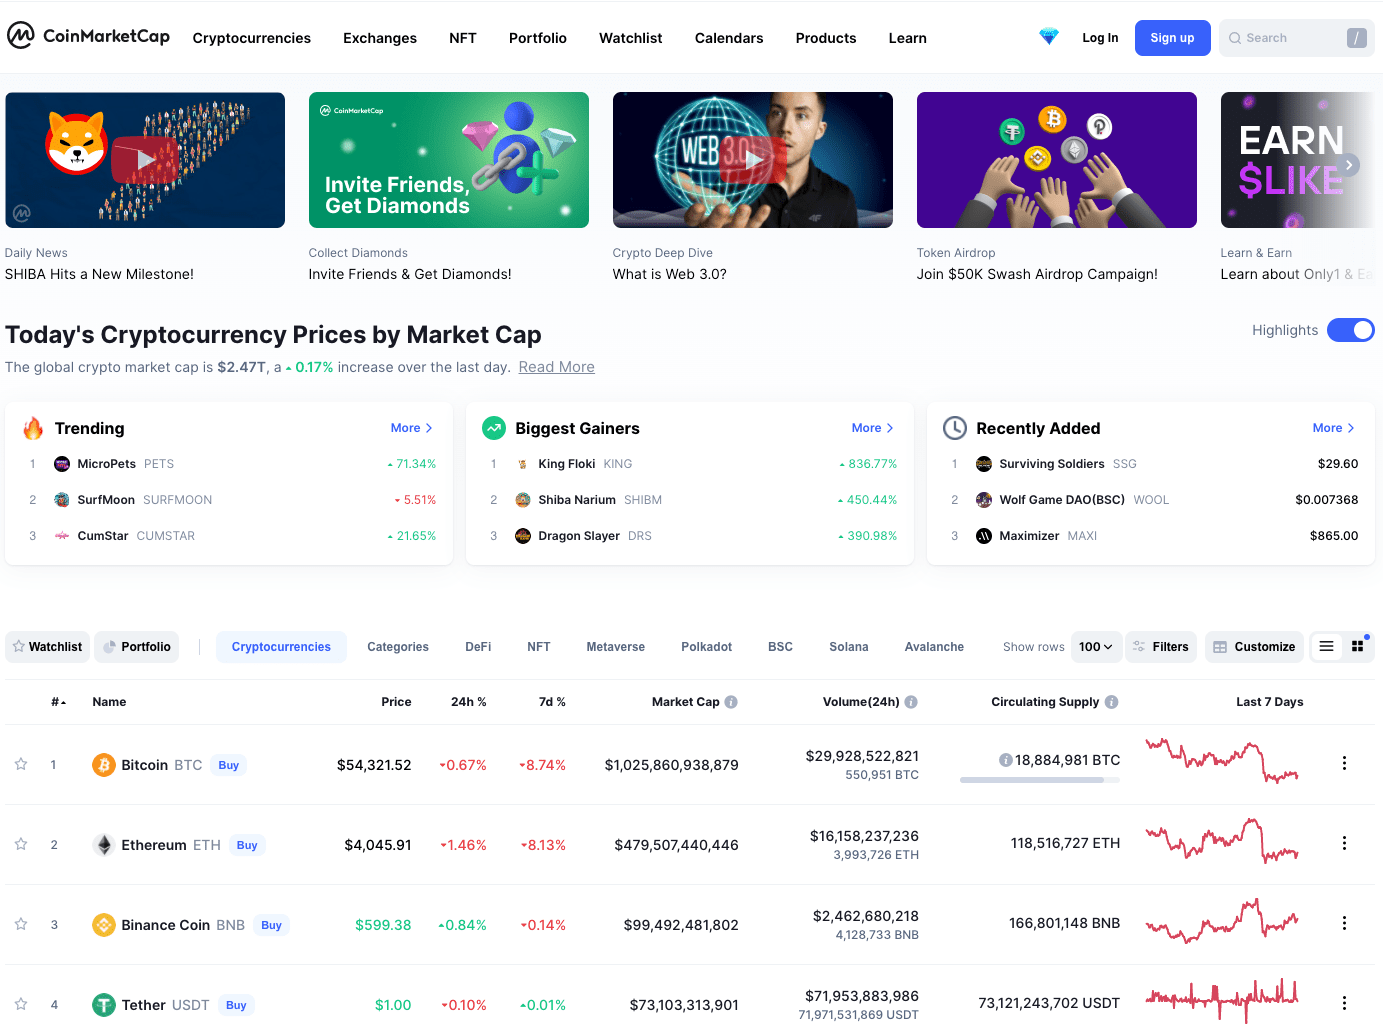 CoinMarketCap Cryptocurrencies Exchanges NFT Portfolio Watchlist Calendars Products Learn Log In Sign up Search /
CoinMarketCap
Invite Friends,
Get Diamonds
WEB 3.0
EARN
$LIKE
Daily News
SHIBA Hits a New Milestone!
Collect Diamonds
Invite Friends & Get Diamonds!
Crypto Deep Dive
What is Web 3.0?
Token Airdrop
Join $50K Swash Airdrop Campaign!
Learn & Earn
Learn about Only1 & Ea
Today's Cryptocurrency Prices by Market Cap
Highlights
The global crypto market cap is $2.47T, a 0.17% increase over the last day. Read More
Trending More
1 MicroPets PETS 71.34%
2 SurfMoon SURFMOON 5.51%
3 CumStar CUMSTAR 21.65%
Biggest Gainers More
1 King Floki KING 836.77%
2 Shiba Narium SHIBM 450.44%
3 Dragon Slayer DRS 390.98%
Recently Added More
1 Surviving Soldiers SSG $29.60
2 Wolf Game DAO(BSC) WOOL $0.007368
3 Maximizer MAXI $865.00
Watchlist Portfolio Cryptocurrencies Categories DeFi NFT Metaverse Polkadot BSC Solana Avalanche Show rows 100 Filters Customize
# Name Price 24h % 7d % Market Cap Volume(24h) Circulating Supply Last 7 Days
1 Bitcoin BTC Buy $54,321.52 0.67% 8.74% $1,025,860,938,879 $29,928,522,821 18,884,981 BTC
550,951 BTC
2 Ethereum ETH Buy $4,045.91 1.46% 8.13% $479,507,440,446 $16,158,237,236 118,516,727 ETH
3,993,726 ETH
3 Binance Coin BNB Buy $599.38 0.84% 0.14% $99,492,481,802 $2,462,680,218 166,801,148 BNB
4,128,733 BNB
4 Tether USDT Buy $1.00 0.10% 0.01% $73,103,313,901 $71,953,883,986 73,121,243,702 USDT
71,971,531,869 USDT